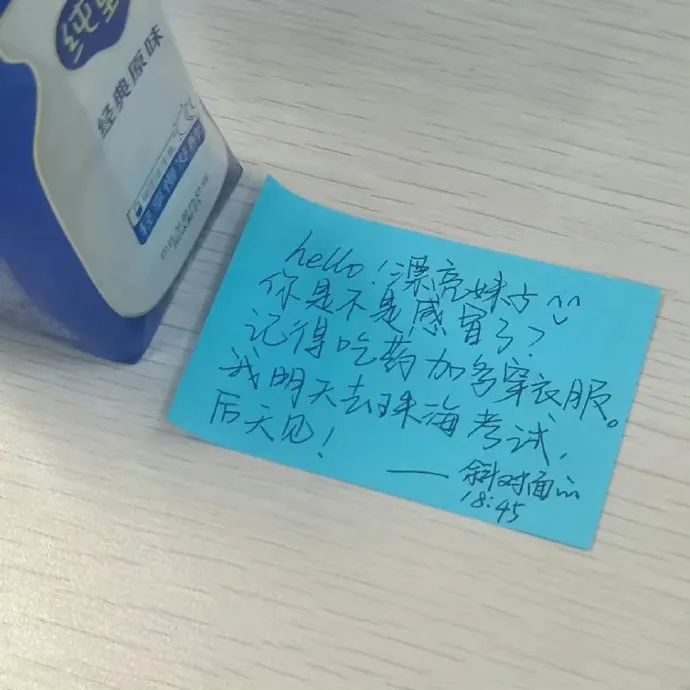 纯
经典原味
hello!漂亮妹子^^
你是不是感冒了?
记得吃药加多穿衣服。
我明天去珠海考试,
后天见!
——斜对面
18:45